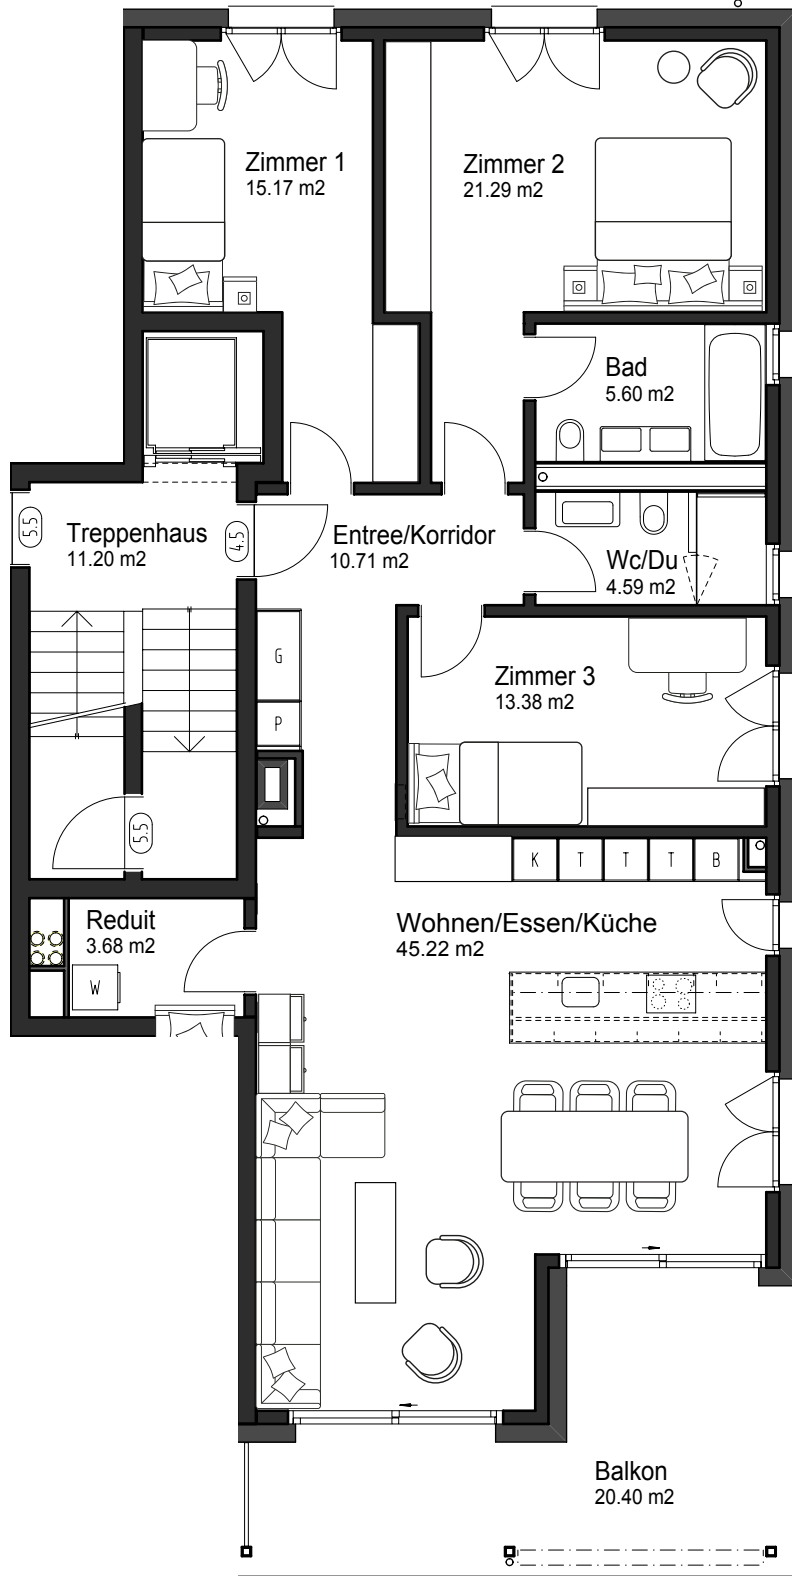 Zimmer 1
15.17 m2
Zimmer 2
21.29 m2
Bad
5.60 m2
5.5
Treppenhaus
11.20 m2
4.5
Entree/Korridor
10.71 m2
Wc/Du
4.59 m2
G
P
Zimmer 3
13.38 m2
5.5
K
T
T
T
B
Reduit
3.68 m2
W
Wohnen/Essen/Küche
45.22 m2
Balkon
20.40 m2